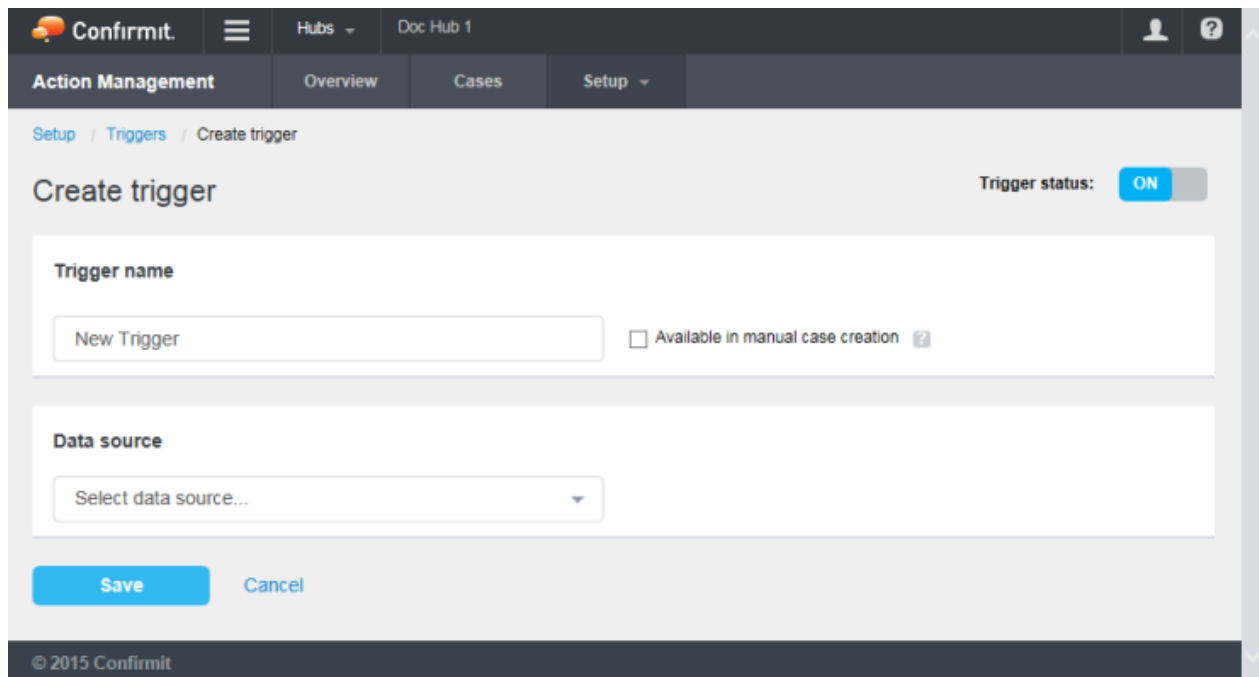 Confirmit. Hubs Doc Hub 1 ?
Action Management Overview Cases Setup
Setup / Triggers / Create trigger
Create trigger
Trigger status: ON
Trigger name
New Trigger
Available in manual case creation ?
Data source
Select data source...
Save Cancel
© 2015 Confirmit